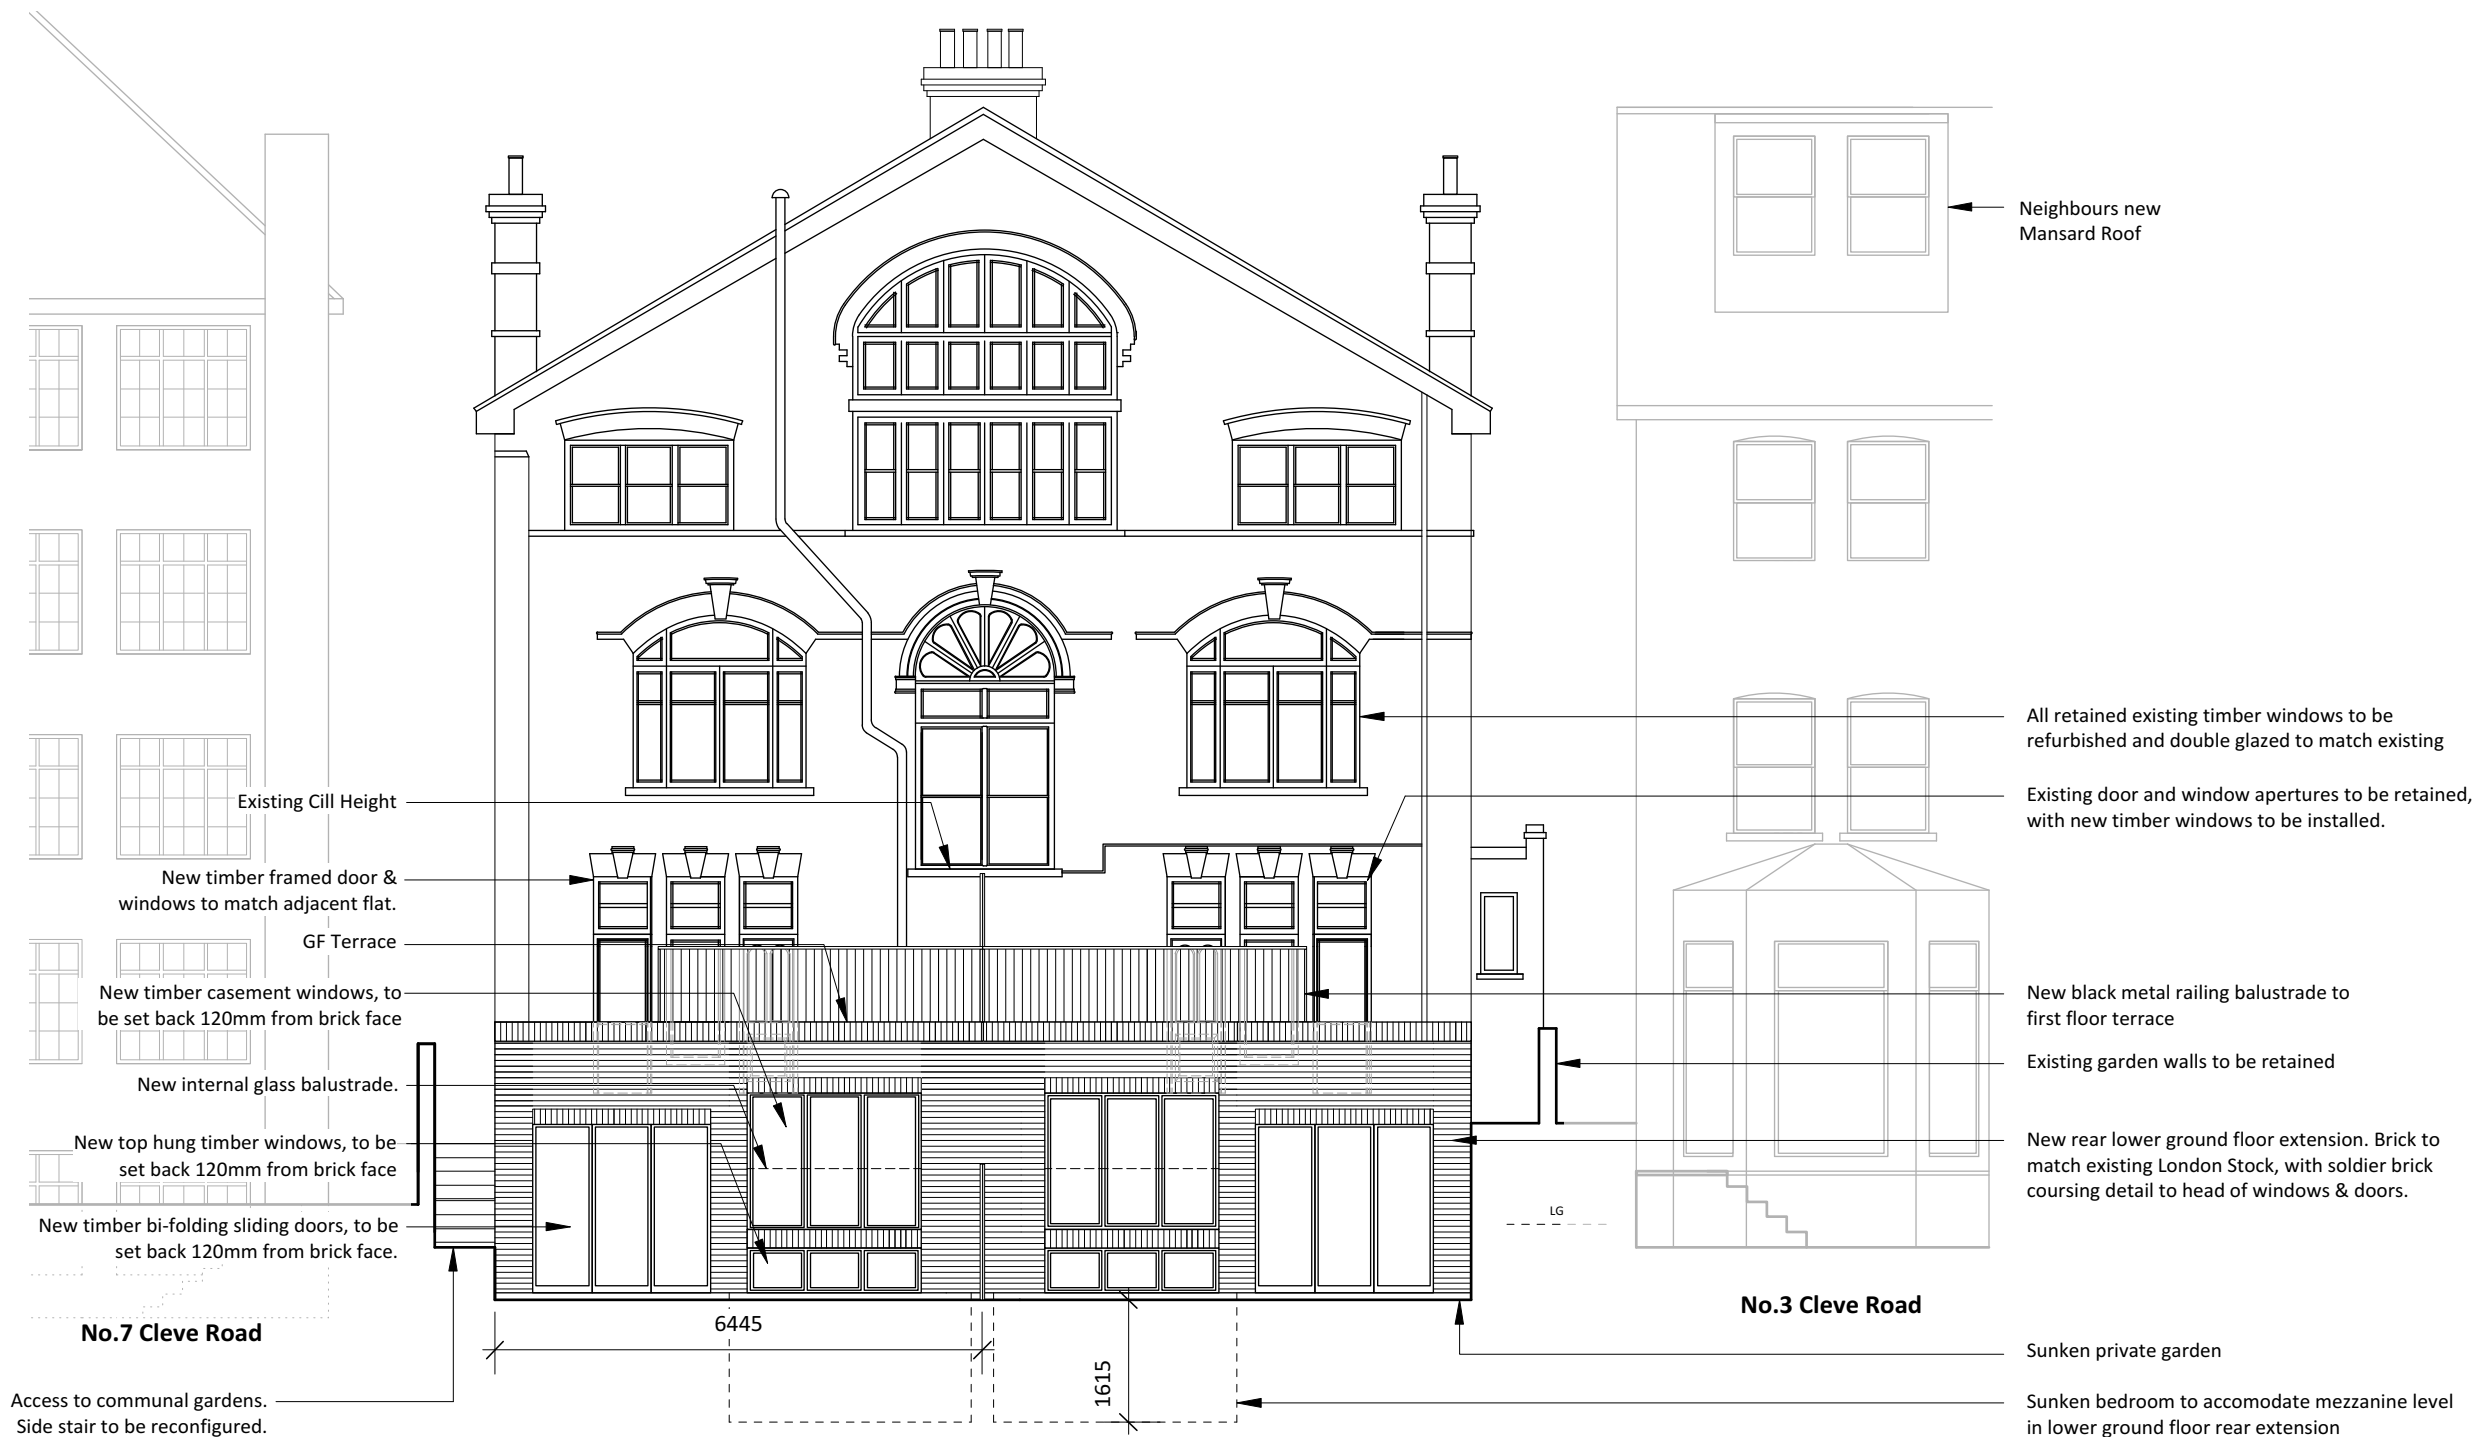 Neighbours new
Mansard Roof
All retained existing timber windows to be
refurbished and double glazed to match existing
Existing Cill Height
Existing door and window apertures to be retained,
with new timber windows to be installed.
New timber framed door &
windows to match adjacent flat.
GF Terrace
New timber casement windows, to
be set back 120mm from brick face
New black metal railing balustrade to
first floor terrace
Existing garden walls to be retained
New internal glass balustrade.
New top hung timber windows, to be
set back 120mm from brick face
New rear lower ground floor extension. Brick to
match existing London Stock, with soldier brick
coursing detail to head of windows & doors.
LG
New timber bi-folding sliding doors, to be
set back 120mm from brick face.
No.7 Cleve Road
No.3 Cleve Road
6445
1615
Sunken private garden
Access to communal gardens.
Side stair to be reconfigured.
Sunken bedroom to accomodate mezzanine level
in lower ground floor rear extension